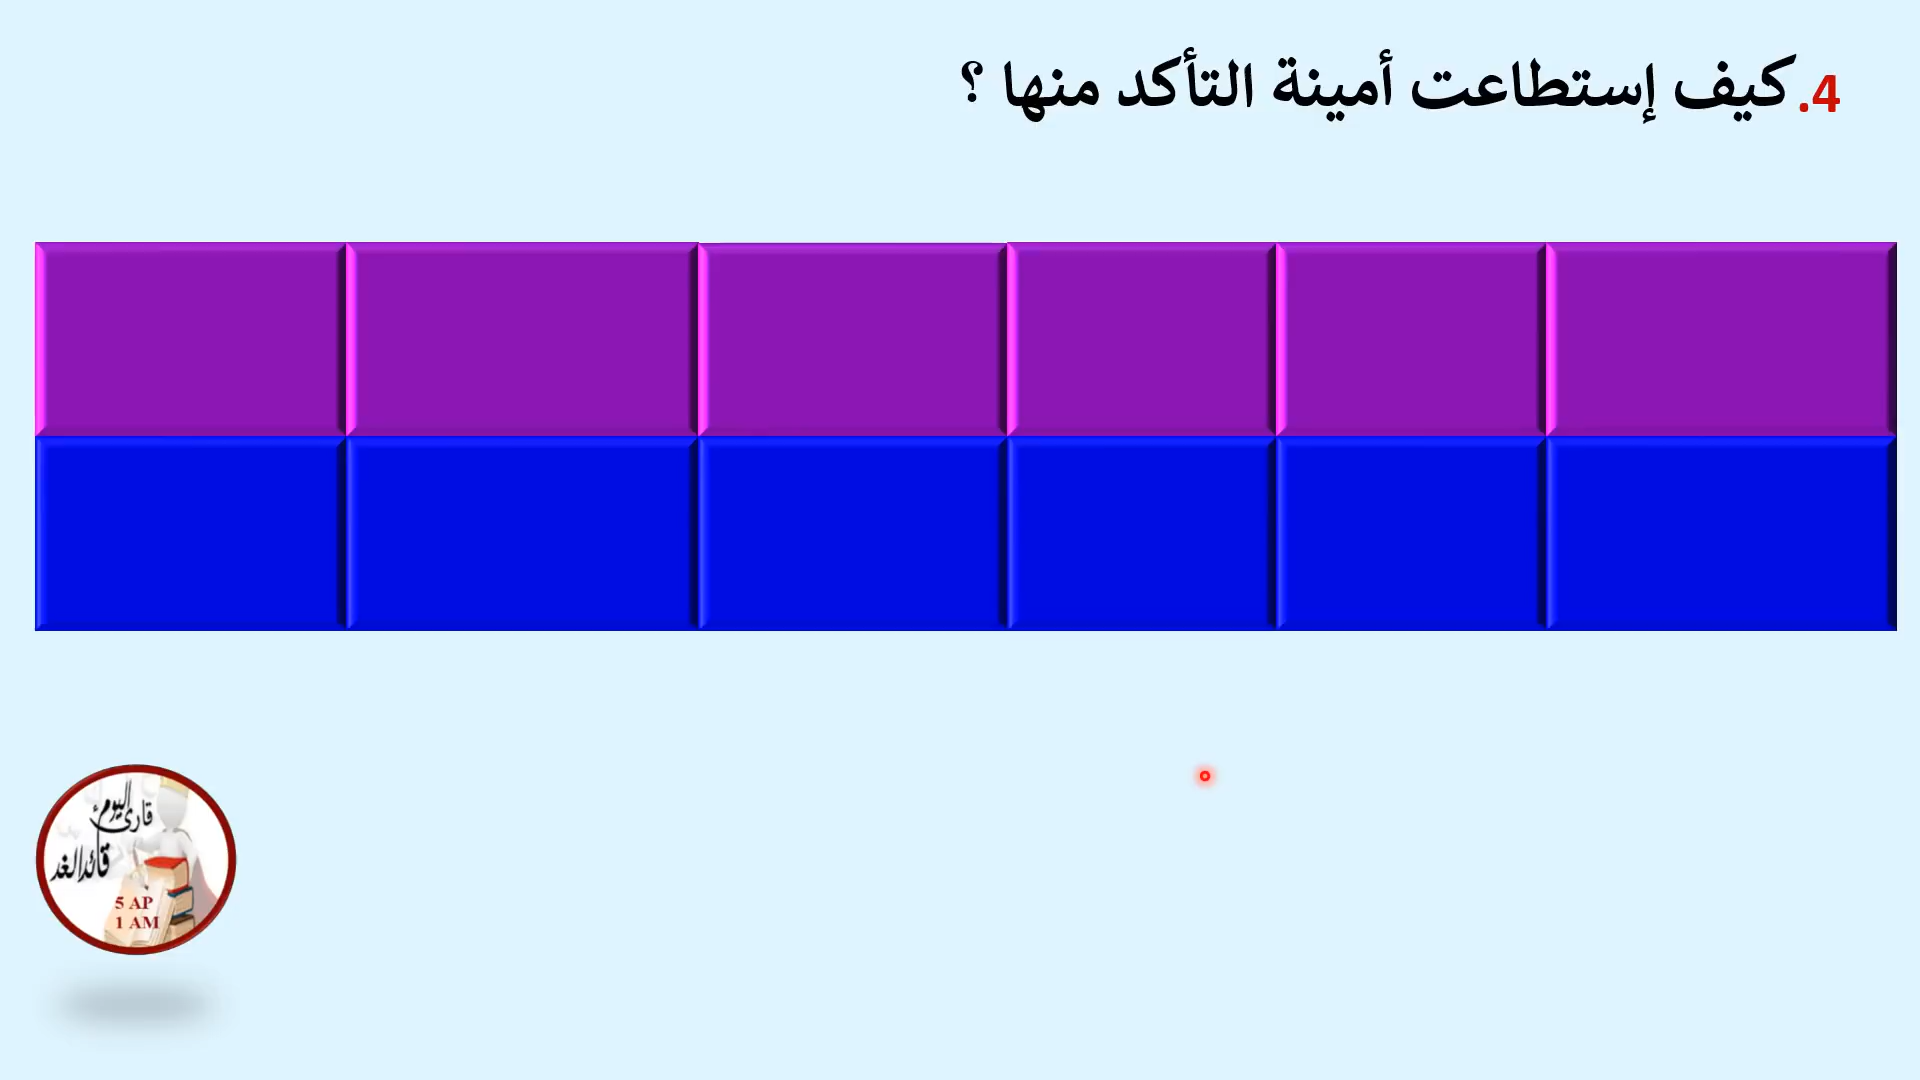 4. كيف إستطاعت أمينة التأكد منها ؟
قارئ اليوم
قائد الغد
5 AP
1 AM